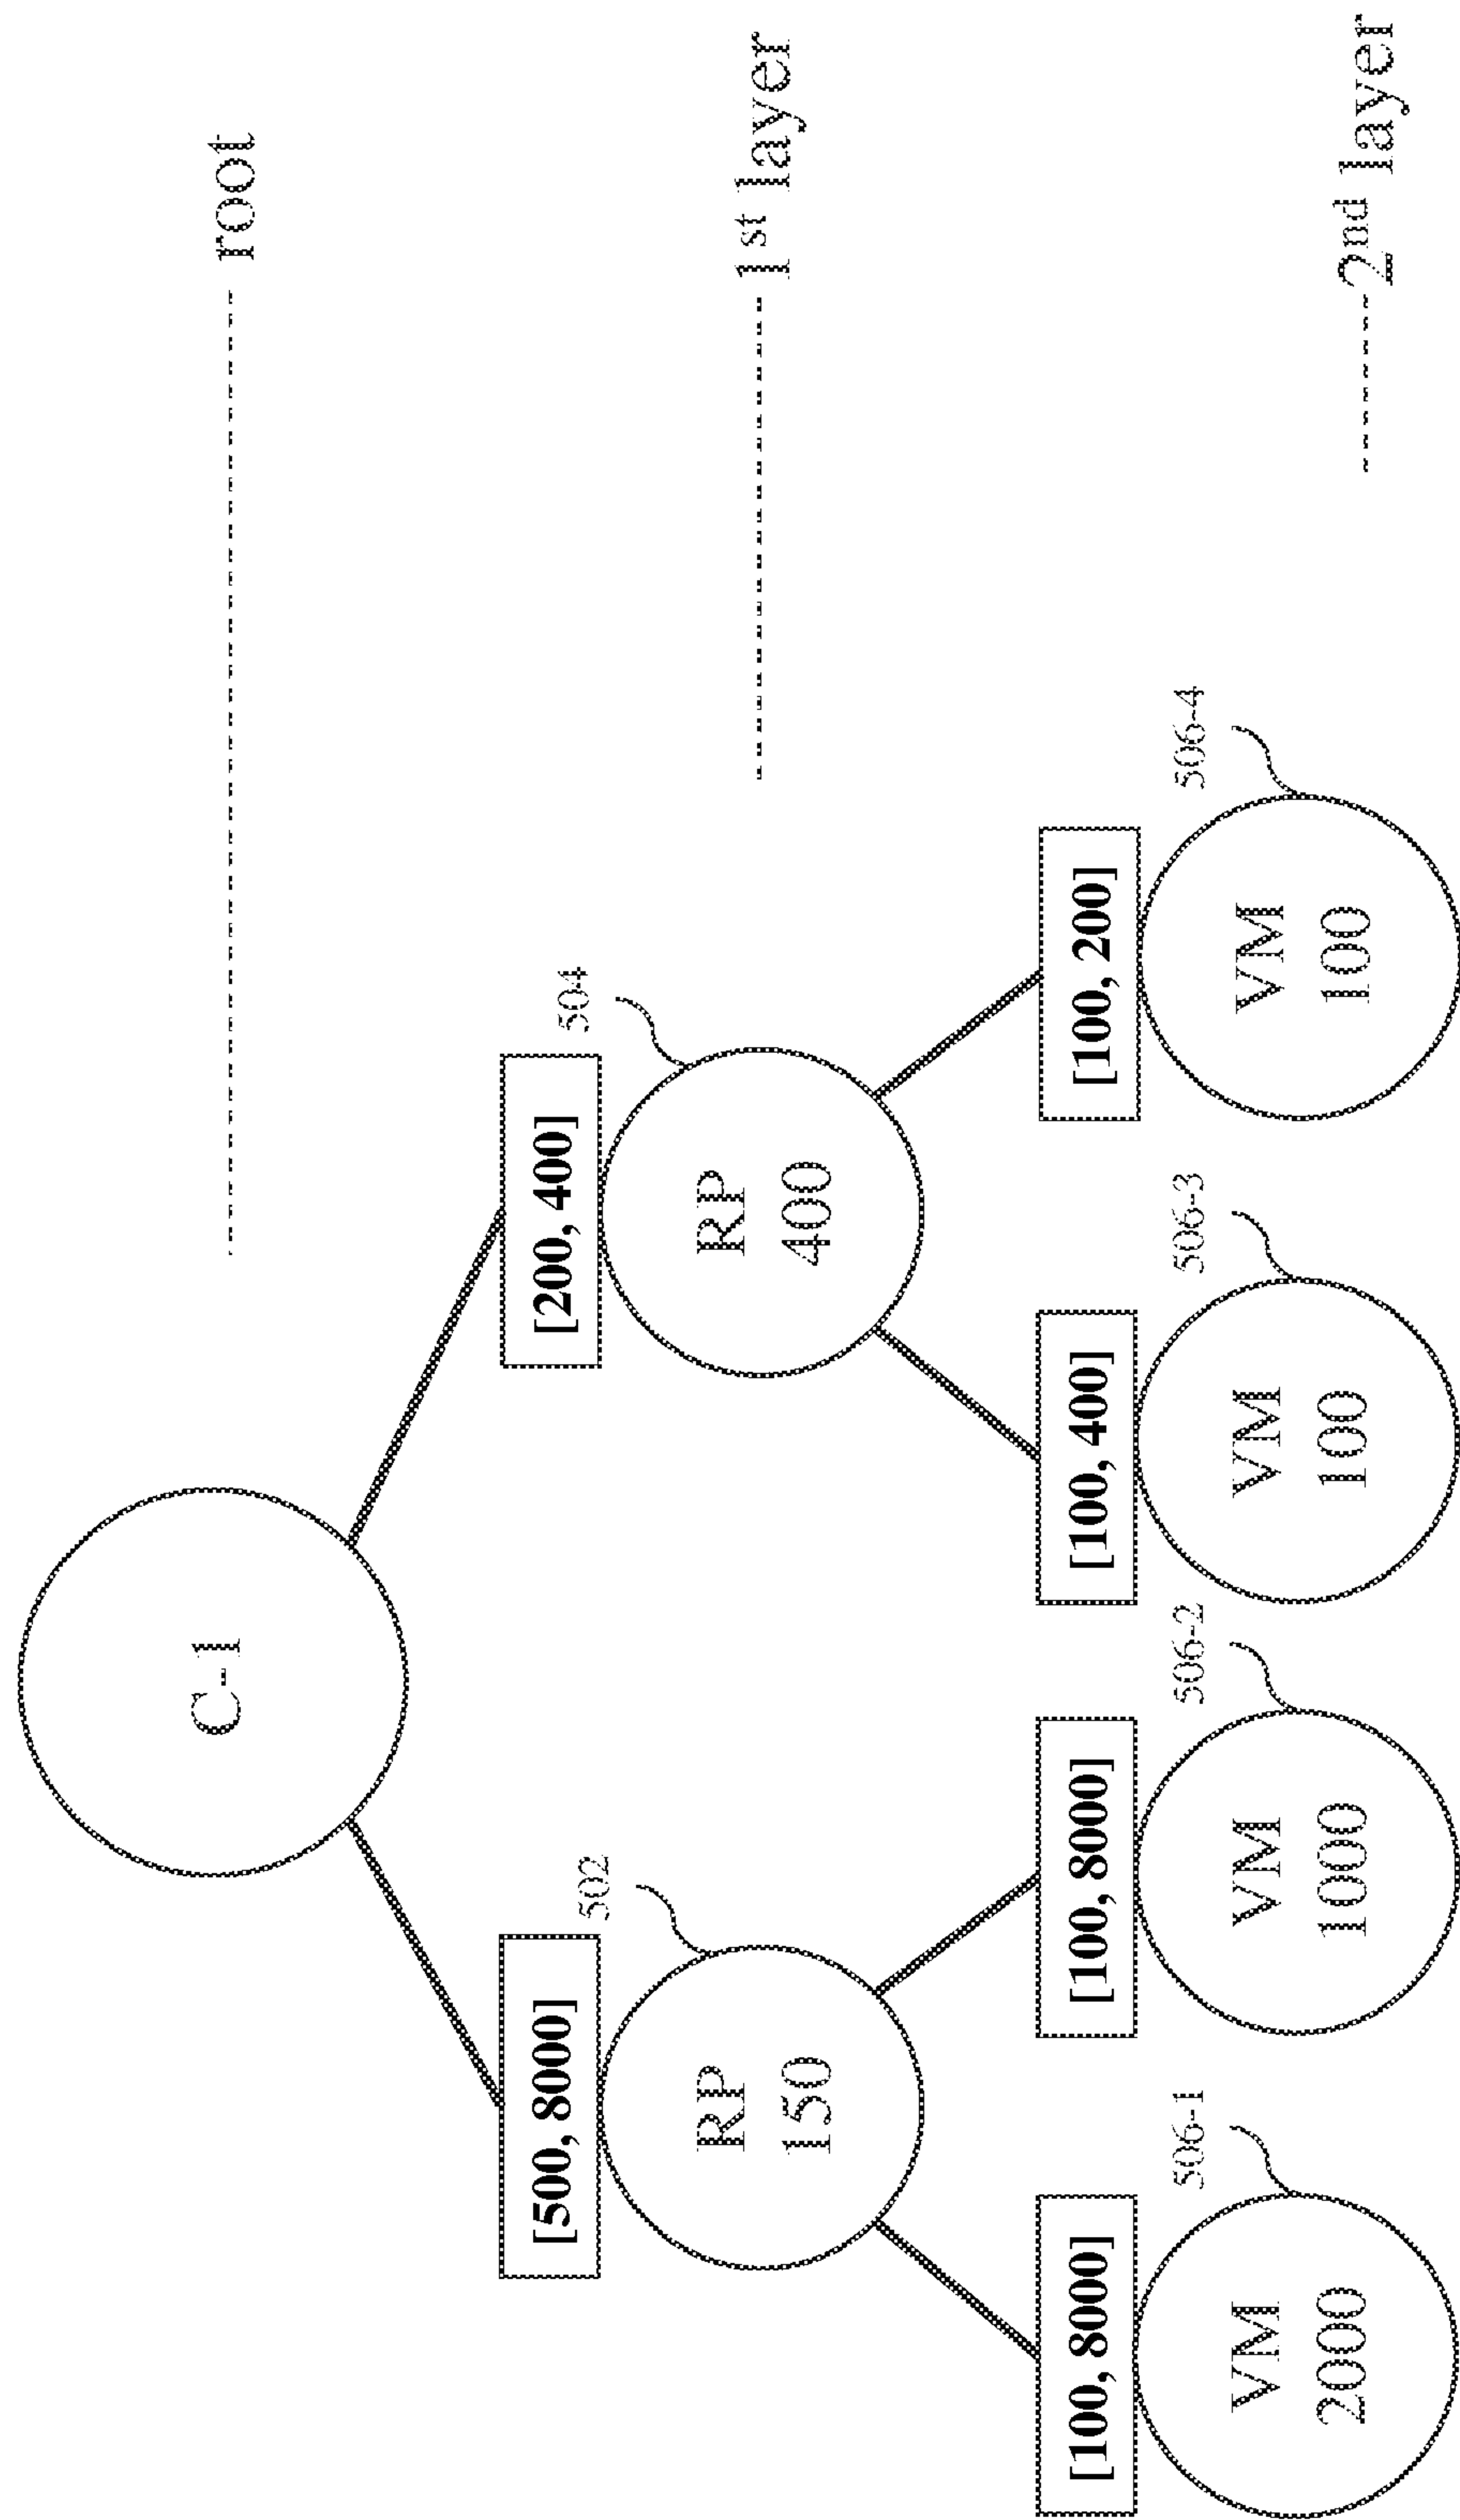 C-1
root
[500, 8000]
502
RP
150
[200, 400]
504
RP
400
1st layer
[100, 8000]
506-1
VM
2000
[100, 8000]
506-2
VM
1000
[100, 400]
506-3
VM
100
[100, 200]
506-4
VM
100
2nd layer